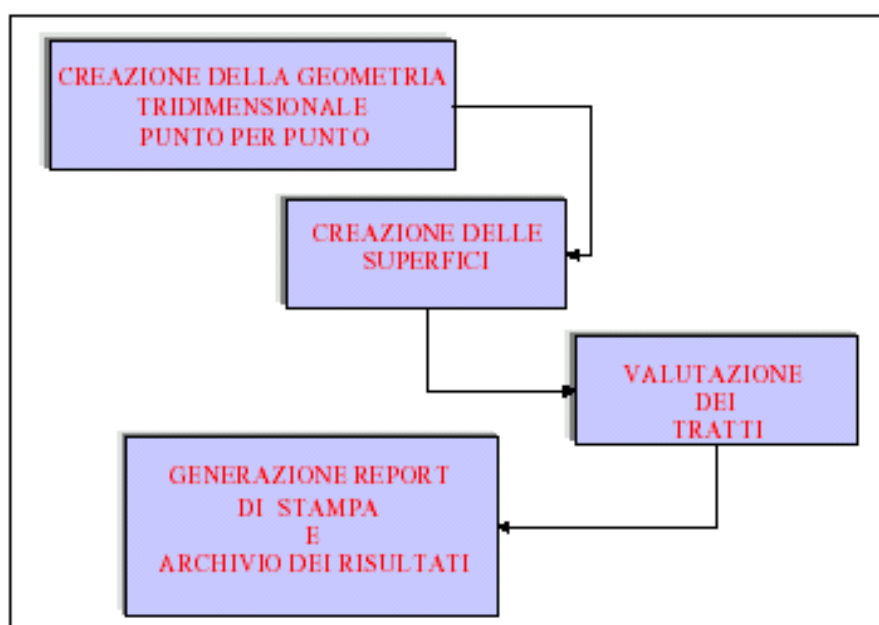 CREAZIONE DELLA GEOMETRIA
TRIDIMENSIONALE
PUNTO PER PUNTO
CREAZIONE DELLE
SUPERFICI
VALUTAZIONE
DEI
TRATTI
GENERAZIONE REPORT
DI STAMPA
E
ARCHIVIO DEI RISULTATI